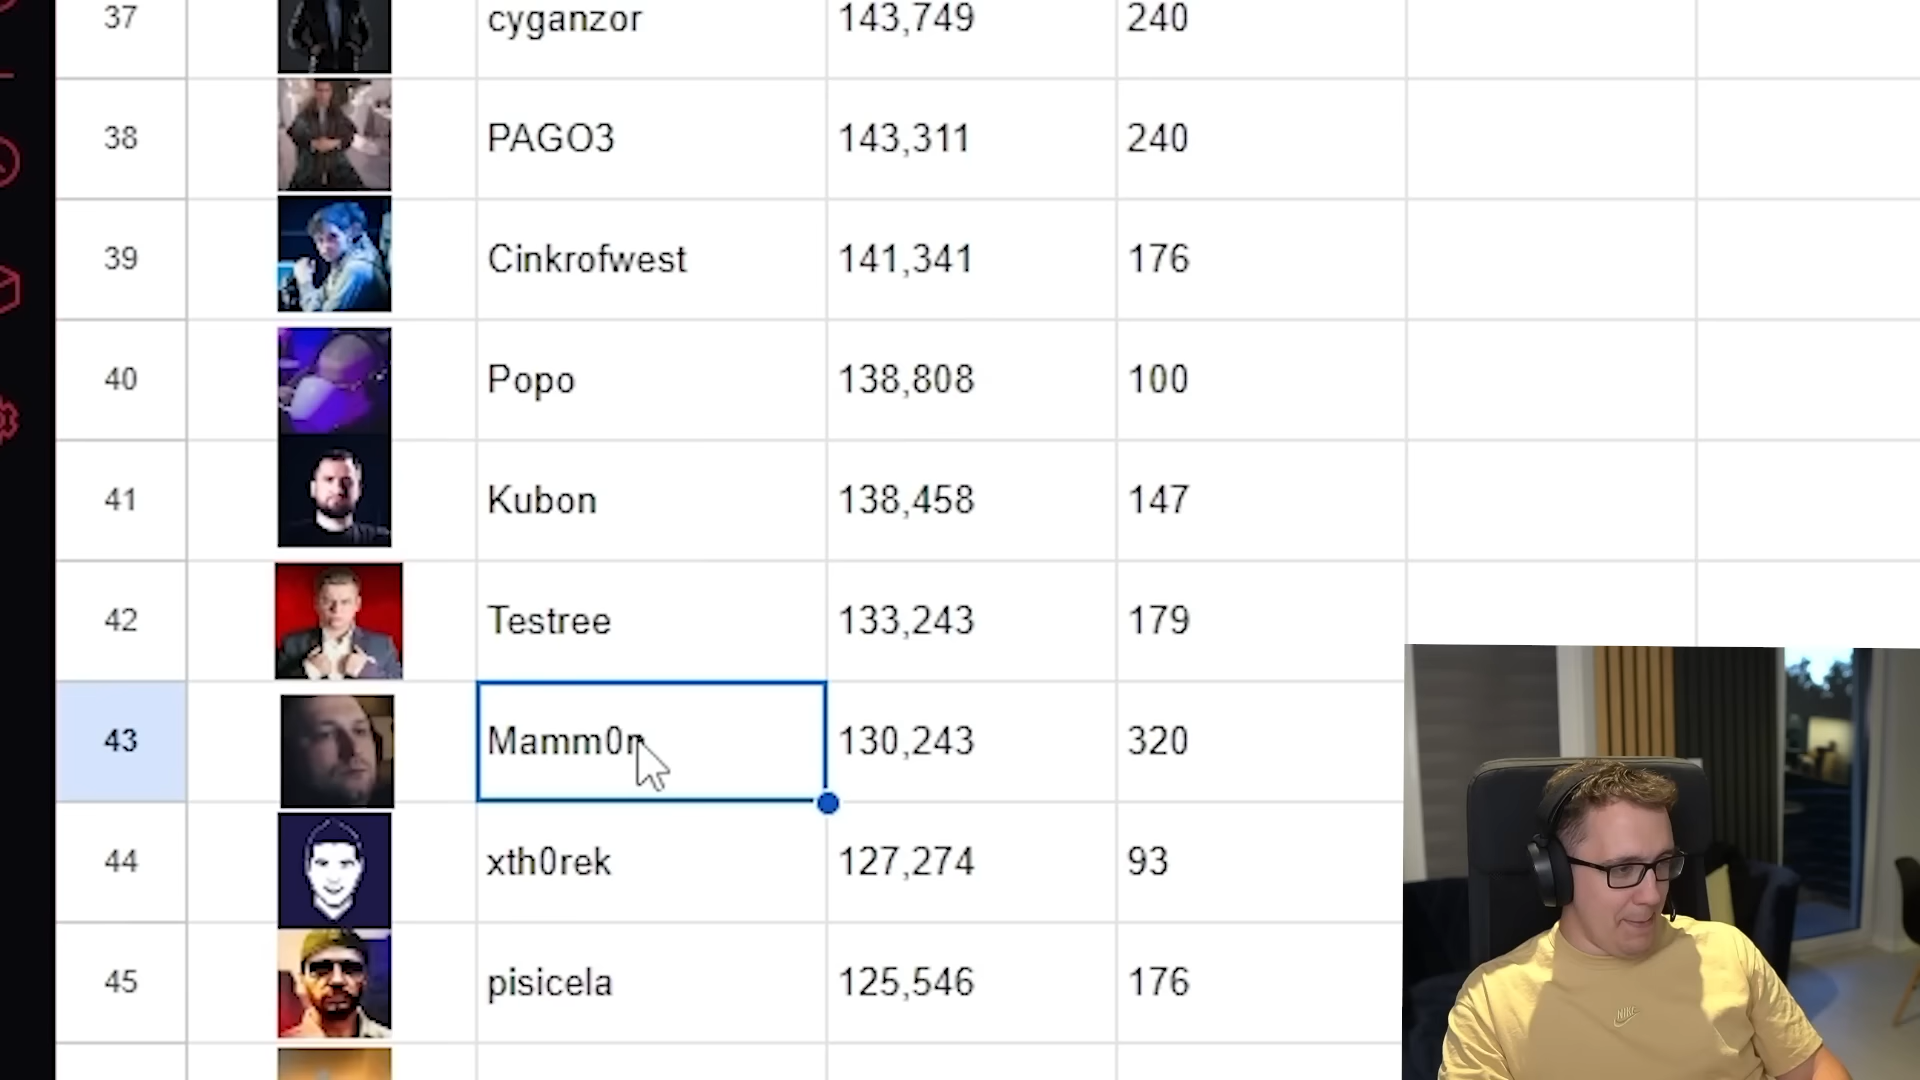 37 cyganzor 143,749 240
38 PAGO3 143,311 240
39 Cinkrofwest 141,341 176
40 Popo 138,808 100
41 Kubon 138,458 147
42 Testree 133,243 179
43 Mamm0n 130,243 320
44 xth0rek 127,274 93
45 pisicela 125,546 176
NIKE